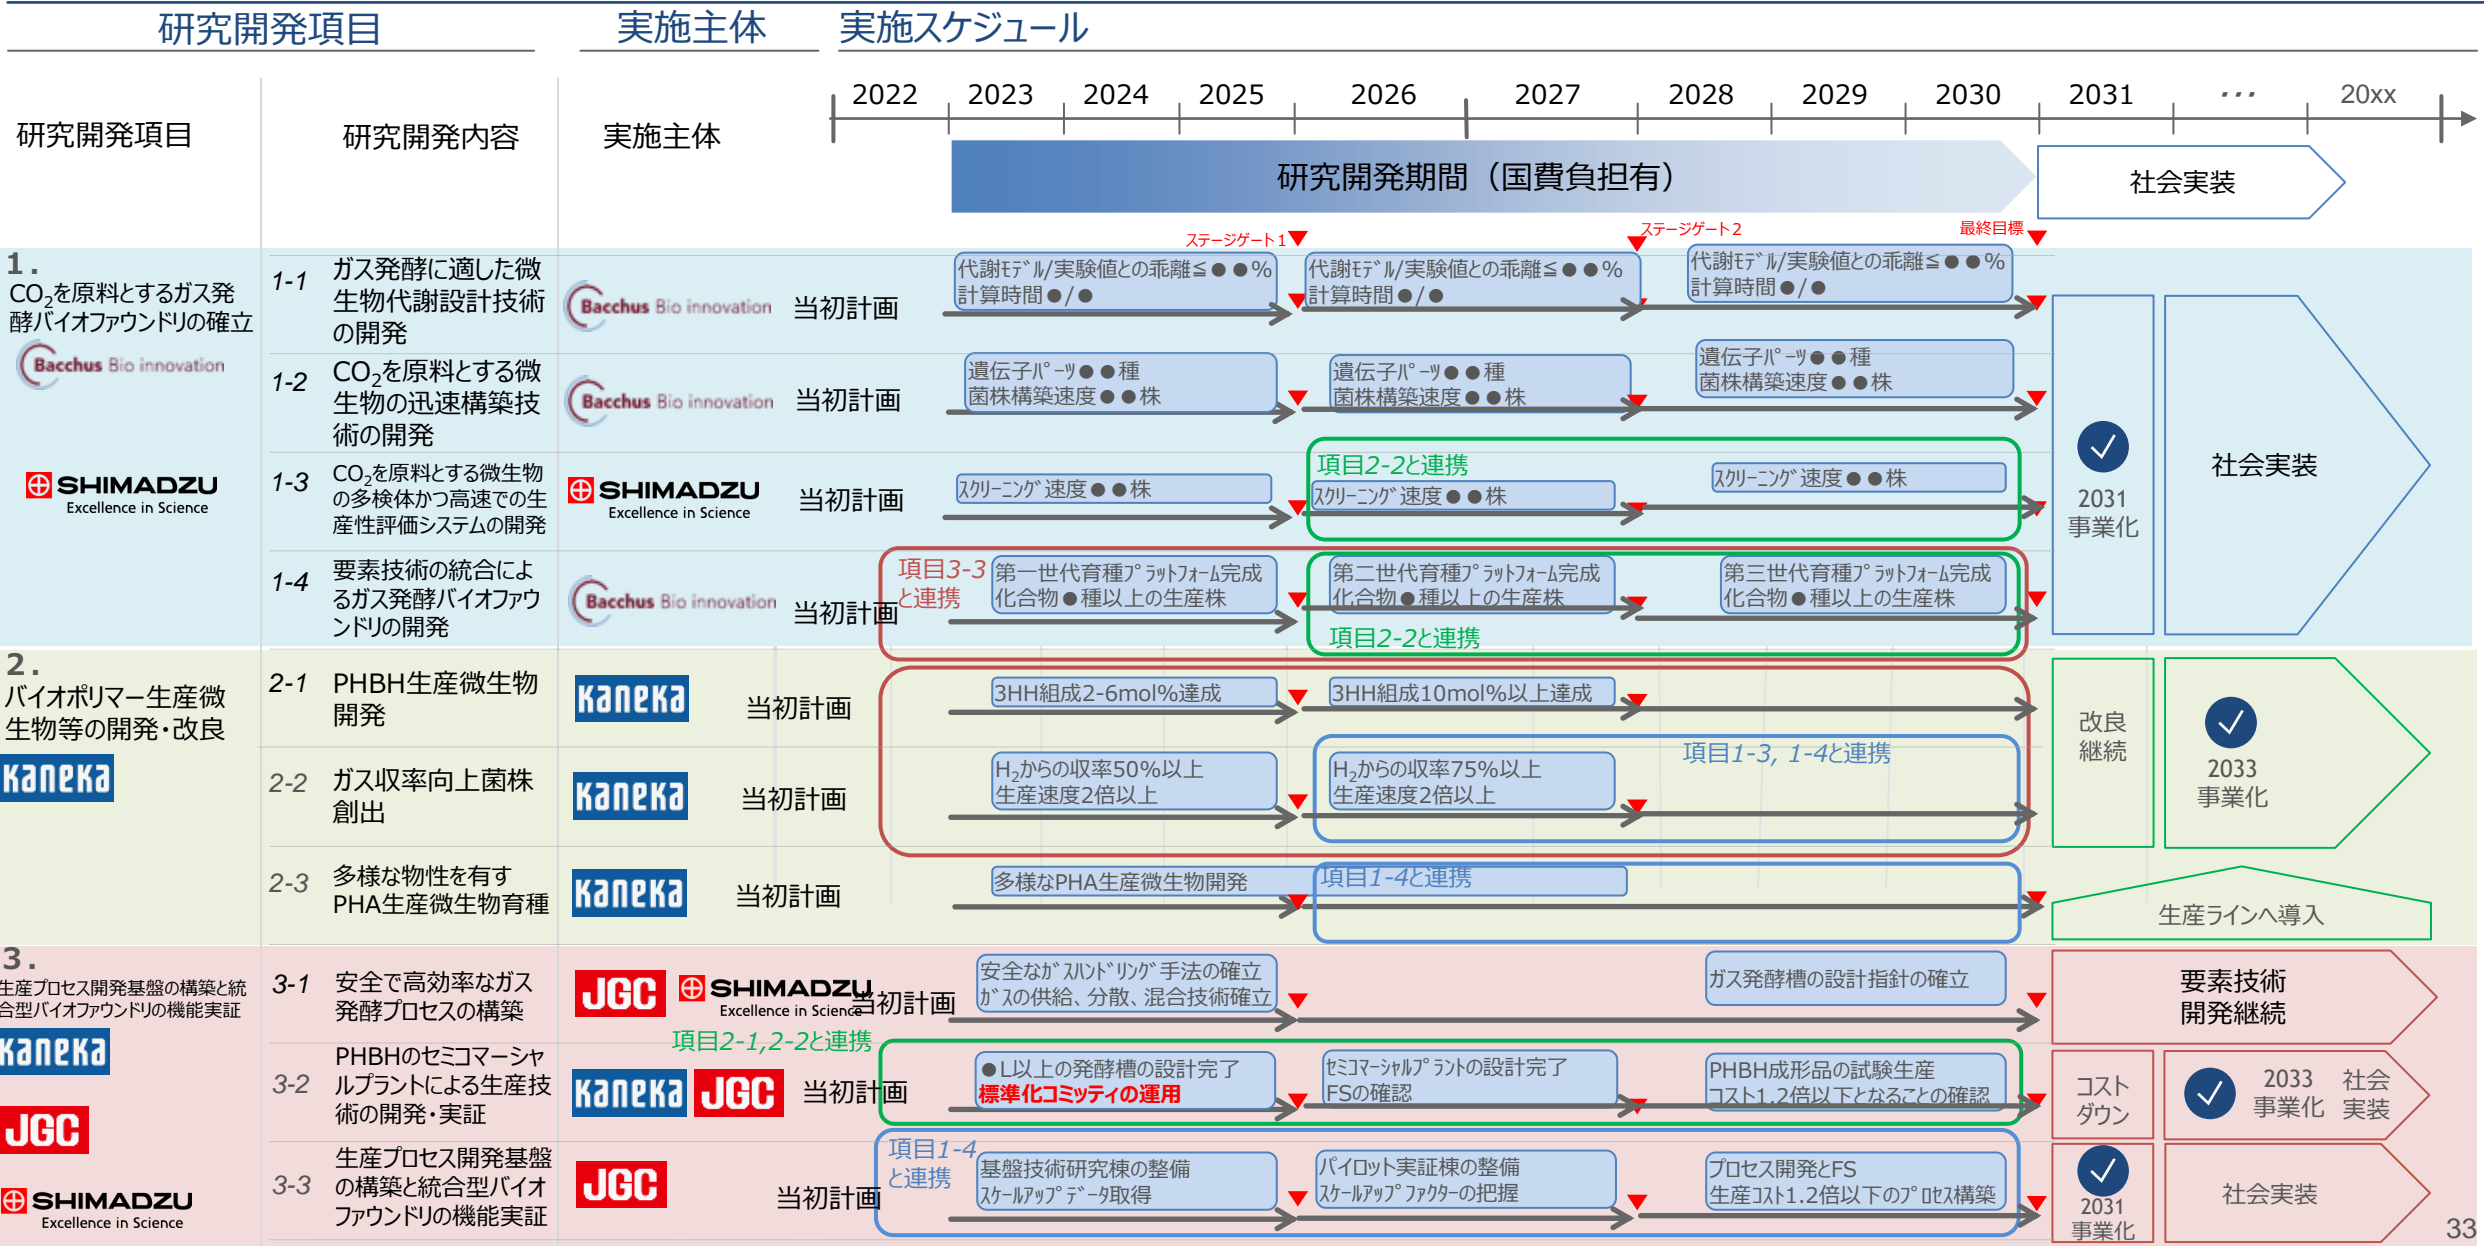 研究開発項目
実施主体
実施スケジュール
研究開発項目
研究開発内容
実施主体
2022
2023
2024
2025
2026
2027
2028
2029
2030
2031
...
20xx
研究開発期間（国費負担有）
社会実装
ステージゲート1
ステージゲート2
最終目標
1.
CO₂を原料とするガス発
酵バイオファウンドリの確立
Bacchus Bio innovation
SHIMADZU
Excellence in Science
1-1
ガス発酵に適した微
生物代謝設計技術
の開発
Bacchus Bio innovation
当初計画
代謝ﾓﾃﾞﾙ/実験値との乖離≦●●%
計算時間●/●
代謝ﾓﾃﾞﾙ/実験値との乖離≦●●%
計算時間●/●
代謝ﾓﾃﾞﾙ/実験値との乖離≦●●%
計算時間●/●
1-2
CO₂を原料とする微
生物の迅速構築技
術の開発
Bacchus Bio innovation
当初計画
遺伝子ﾊﾟｰﾂ●●種
菌株構築速度●●株
遺伝子ﾊﾟｰﾂ●●種
菌株構築速度●●株
遺伝子ﾊﾟｰﾂ●●種
菌株構築速度●●株
1-3
CO₂を原料とする微生物
の多検体かつ高速での生
産性評価システムの開発
SHIMADZU
Excellence in Science
当初計画
ｽｸﾘｰﾆﾝｸﾞ速度●●株
項目2-2と連携
ｽｸﾘｰﾆﾝｸﾞ速度●●株
ｽｸﾘｰﾆﾝｸﾞ速度●●株
1-4
要素技術の統合によ
るガス発酵バイオファウ
ンドリの開発
Bacchus Bio innovation
当初計画
項目3-3
と連携
第一世代育種ﾌﾟﾗｯﾄﾌｫｰﾑ完成
化合物●種以上の生産株
第二世代育種ﾌﾟﾗｯﾄﾌｫｰﾑ完成
化合物●種以上の生産株
第三世代育種ﾌﾟﾗｯﾄﾌｫｰﾑ完成
化合物●種以上の生産株
項目2-2と連携
2031
事業化
社会実装
2.
バイオポリマー生産微
生物等の開発・改良
Kaneka
2-1
PHBH生産微生物
開発
Kaneka
当初計画
3HH組成2-6mol%達成
3HH組成10mol%以上達成
2-2
ガス収率向上菌株
創出
Kaneka
当初計画
H₂からの収率50%以上
生産速度2倍以上
H₂からの収率75%以上
生産速度2倍以上
項目1-3, 1-4と連携
改良
継続
2033
事業化
2-3
多様な物性を有す
PHA生産微生物育種
Kaneka
当初計画
多様なPHA生産微生物開発
項目1-4と連携
生産ラインへ導入
3.
生産プロセス開発基盤の構築と統
合型バイオファウンドリの機能実証
Kaneka
JGC
SHIMADZU
Excellence in Science
3-1
安全で高効率なガス
発酵プロセスの構築
JGC
SHIMADZU
Excellence in Science
当初計画
安全なｶﾞｽﾊﾝﾄﾞﾘﾝｸﾞ手法の確立
ｶﾞｽの供給、分散、混合技術確立
ガス発酵槽の設計指針の確立
要素技術
開発継続
項目2-1,2-2と連携
3-2
PHBHのセミコマーシャ
ルプラントによる生産技
術の開発・実証
Kaneka
JGC
当初計画
●L以上の発酵槽の設計完了
標準化コミッティの運用
ｾﾐｺﾏｰｼｬﾙﾌﾟﾗﾝﾄの設計完了
FSの確認
PHBH成形品の試験生産
コスト1.2倍以下となることの確認
コスト
ダウン
2033
事業化
社会
実装
3-3
生産プロセス開発基盤
の構築と統合型バイオ
ファウンドリの機能実証
JGC
当初計画
項目1-4
と連携
基盤技術研究棟の整備
ｽｹｰﾙｱｯﾌﾟﾃﾞｰﾀ取得
パイロット実証棟の整備
ｽｹｰﾙｱｯﾌﾟﾌｧｸﾀｰの把握
プロセス開発とFS
生産ｺｽﾄ1.2倍以下のﾌﾟﾛｾｽ構築
2031
事業化
社会実装
33